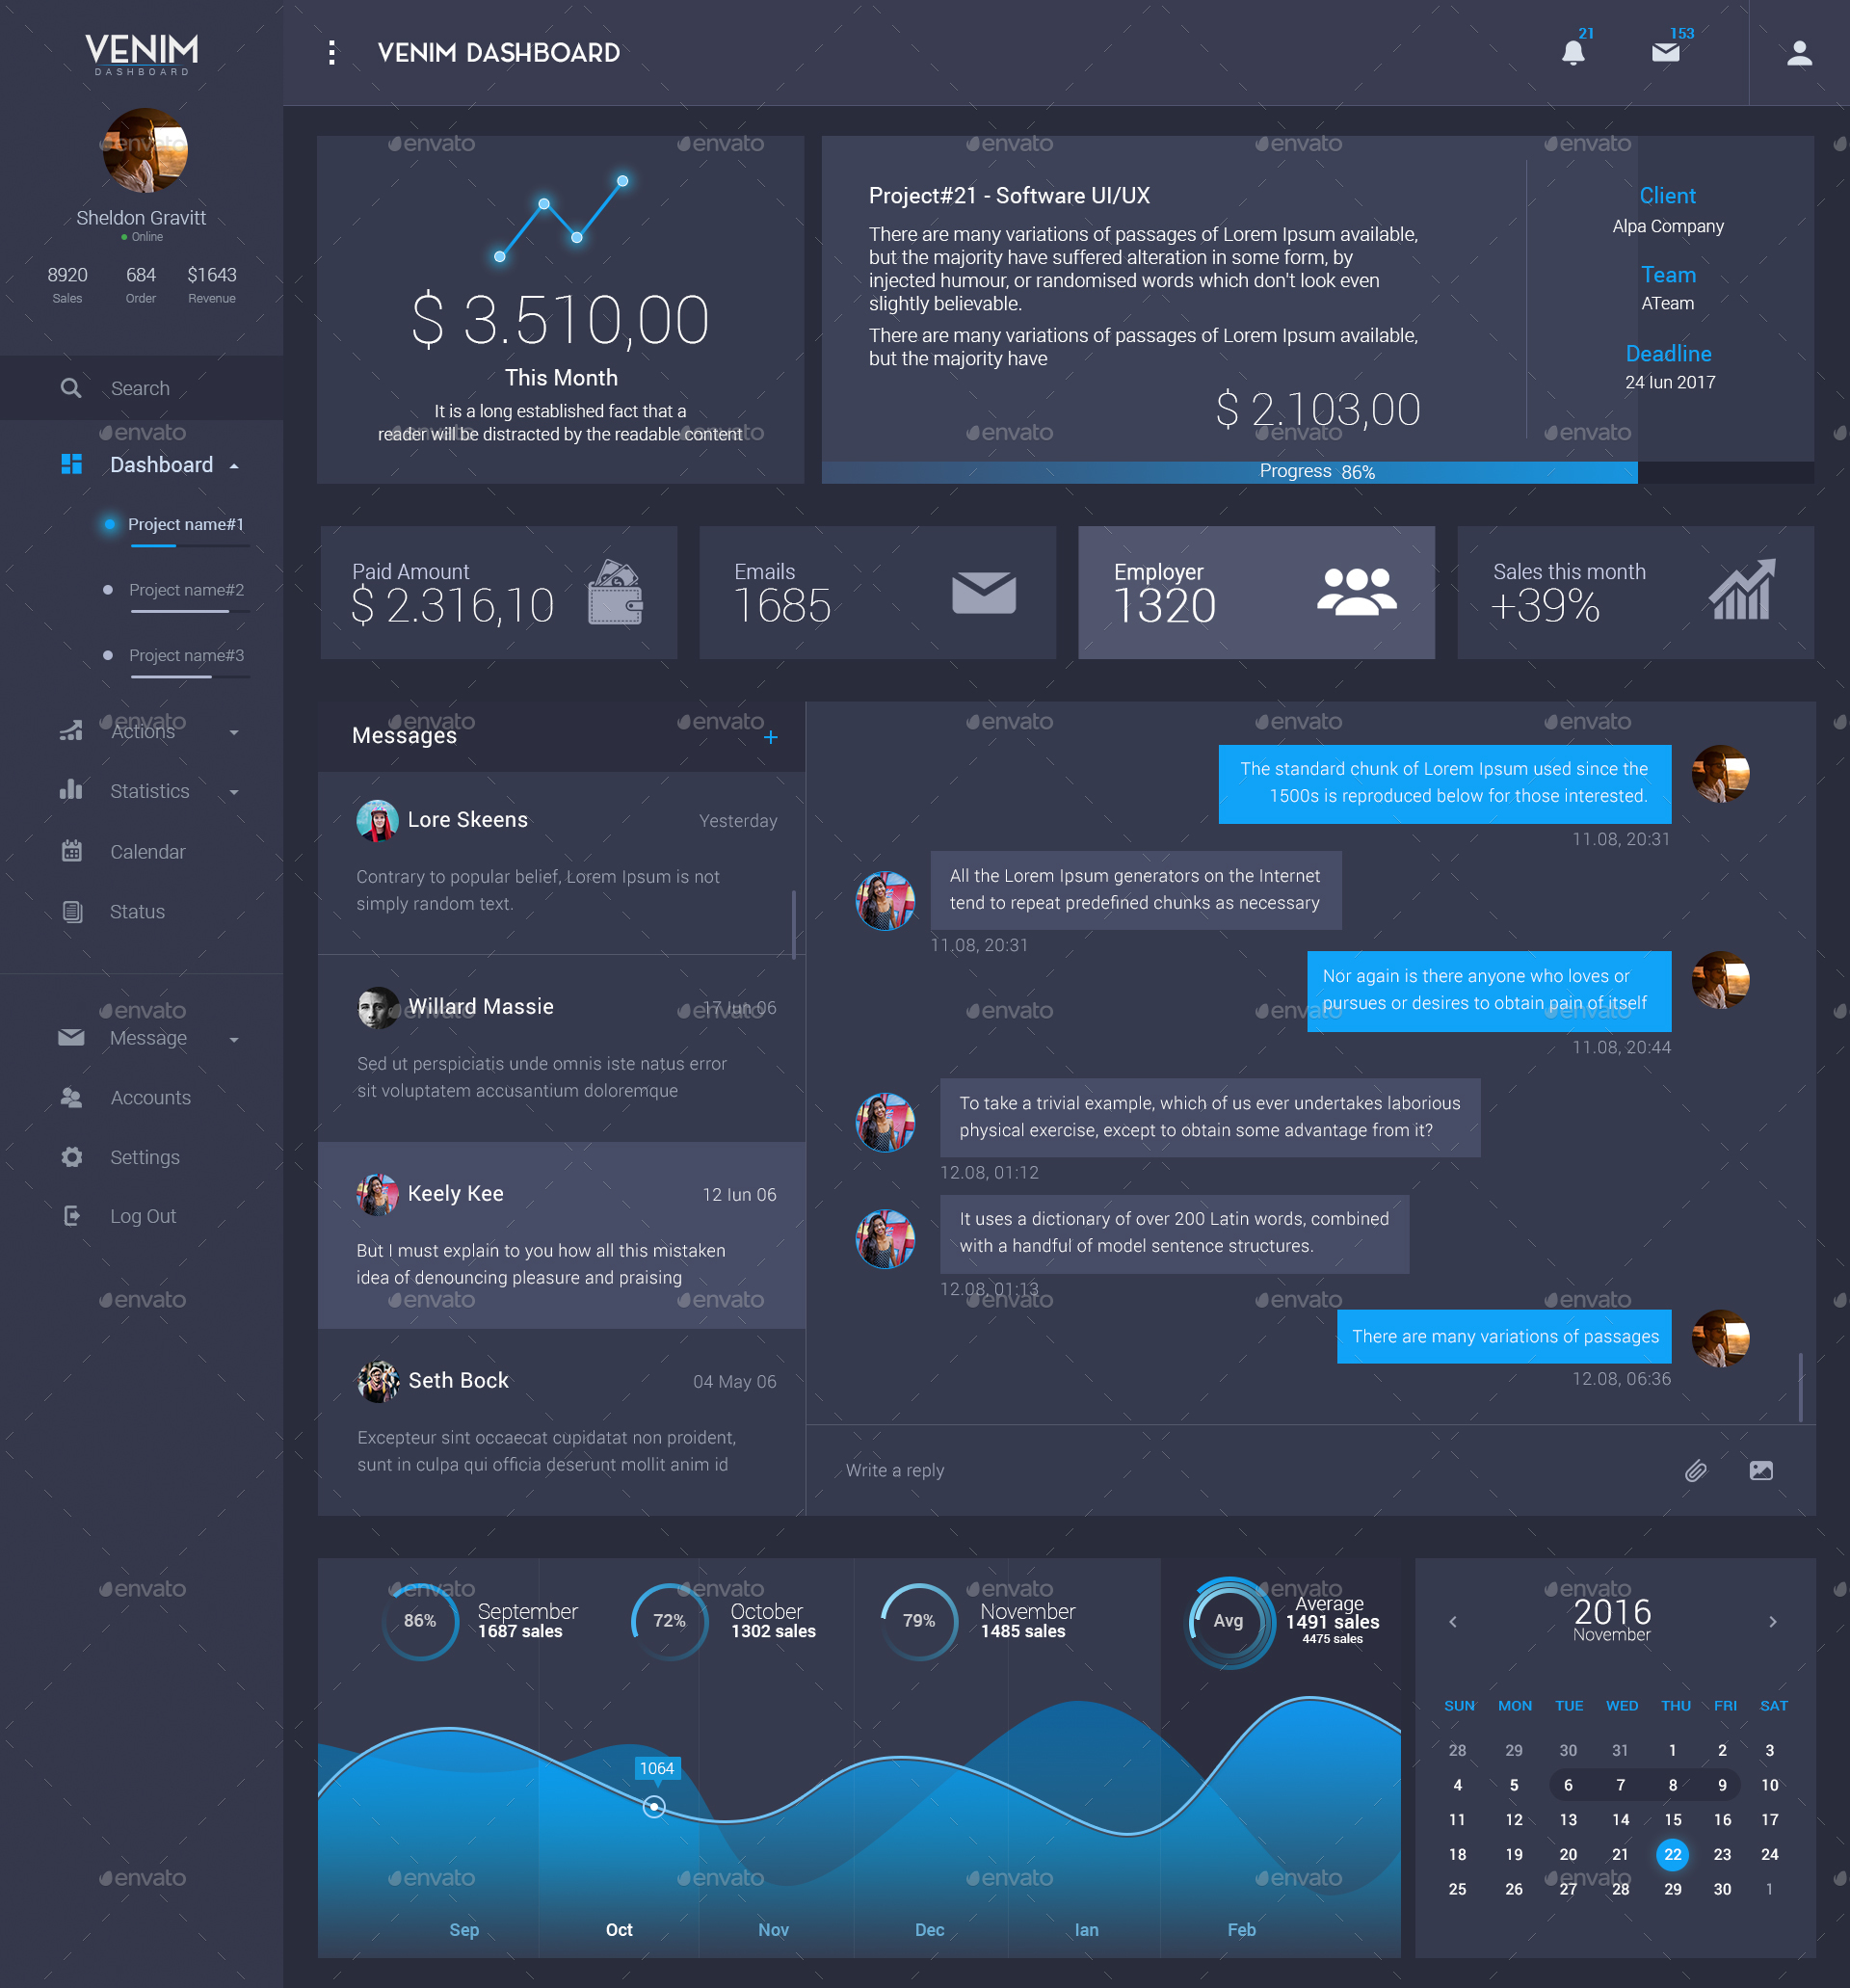 VENIM
DASHBOARD
VENIM DASHBOARD
21
153
Sheldon Gravitt
Online
8920
684
$1643
Sales
Order
Revenue
Search
Dashboard
Project name#1
Project name#2
Project name#3
Actions
Statistics
Calendar
Status
Message
Accounts
Settings
Log Out
$ 3.510,00
This Month
It is a long established fact that a
reader will be distracted by the readable content
Project#21 - Software UI/UX
There are many variations of passages of Lorem Ipsum available,
but the majority have suffered alteration in some form, by
injected humour, or randomised words which don't look even
slightly believable.
There are many variations of passages of Lorem Ipsum available,
but the majority have
$ 2.103,00
Client
Alpa Company
Team
ATeam
Deadline
24 Iun 2017
Progress 86%
Paid Amount
$ 2.316,10
Emails
1685
Employer
1320
Sales this month
+39%
Messages
+
Lore Skeens
Yesterday
Contrary to popular belief, Lorem Ipsum is not
simply random text.
Willard Massie
17 Iun 06
Sed ut perspiciatis unde omnis iste natus error
sit voluptatem accusantium doloremque
Keely Kee
12 Iun 06
But I must explain to you how all this mistaken
idea of denouncing pleasure and praising
Seth Bock
04 May 06
Excepteur sint occaecat cupidatat non proident,
sunt in culpa qui officia deserunt mollit anim id
The standard chunk of Lorem Ipsum used since the
1500s is reproduced below for those interested.
11.08, 20:31
All the Lorem Ipsum generators on the Internet
tend to repeat predefined chunks as necessary
11.08, 20:31
Nor again is there anyone who loves or
pursues or desires to obtain pain of itself
11.08, 20:44
To take a trivial example, which of us ever undertakes laborious
physical exercise, except to obtain some advantage from it?
12.08, 01:12
It uses a dictionary of over 200 Latin words, combined
with a handful of model sentence structures.
12.08, 01:13
There are many variations of passages
12.08, 06:36
Write a reply
86%
September
1687 sales
72%
October
1302 sales
79%
November
1485 sales
Avg
Average
1491 sales
4475 sales
1064
Sep
Oct
Nov
Dec
Ian
Feb
2016
November
SUN MON TUE WED THU FRI SAT
28 29 30 31 1 2 3
4 5 6 7 8 9 10
11 12 13 14 15 16 17
18 19 20 21 22 23 24
25 26 27 28 29 30 1
envato